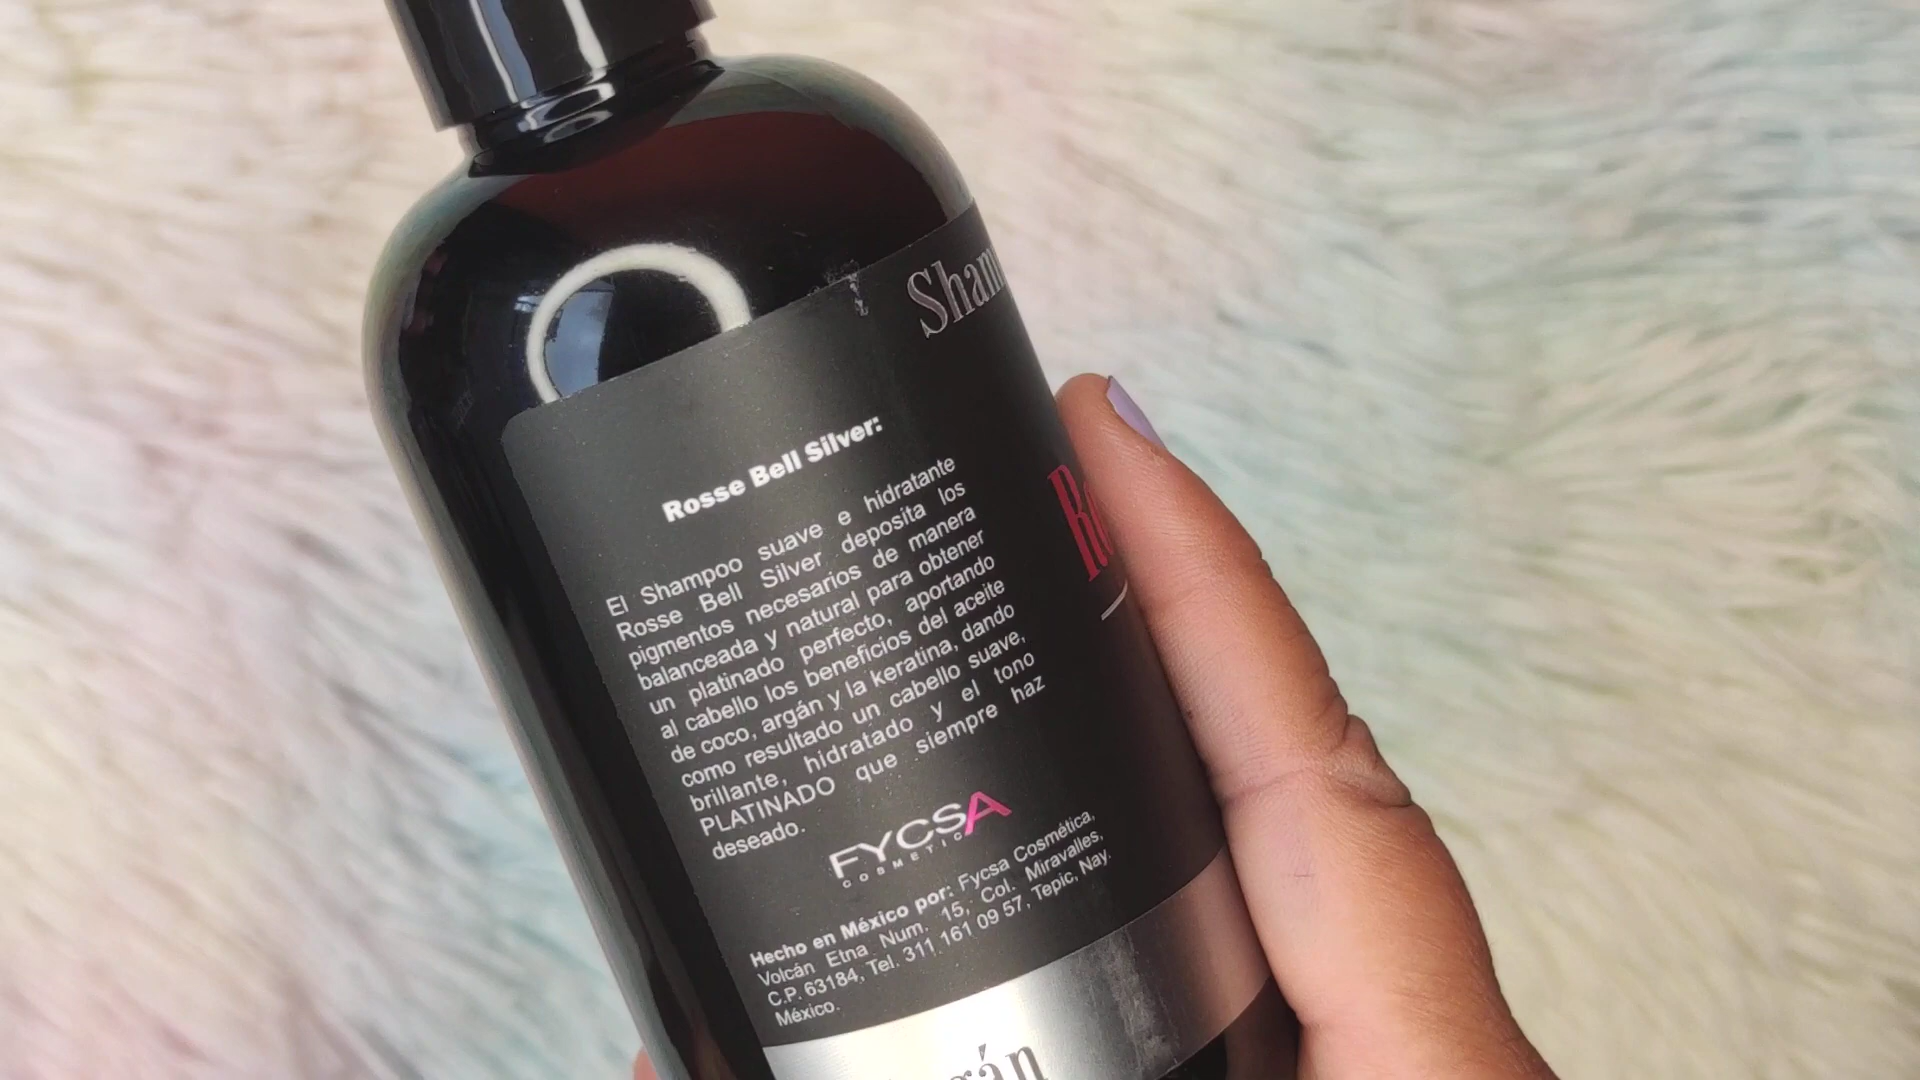 Rosse Bell Silver:
El Shampoo suave e hidratante
Rosse Bell Silver deposita los
pigmentos necesarios de manera
balanceada y natural para obtener
un platinado perfecto, aportando
al cabello los beneficios del aceite
de coco, argán y la keratina, dando
como resultado un cabello suave,
brillante, hidratado y el tono
PLATINADO que siempre haz
deseado.
FYCSA
COSMETIC
Hecho en México por: Fycsa Cosmética,
Volcán Etna Num. 15, Col. Miravalles,
C.P. 63184, Tel. 311 161 09 57, Tepic, Nay.
México.